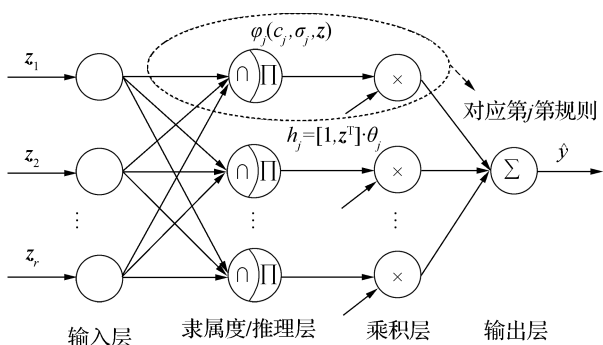 φj(cj,σj,z)
z1
∩ ∏
×
对应第j第规则
hj=[1,zT]·θj
z2
∩ ∏
×
∑
ŷ
⋮
⋮
⋮
zr
∩ ∏
×
输入层
隶属度/推理层
乘积层
输出层